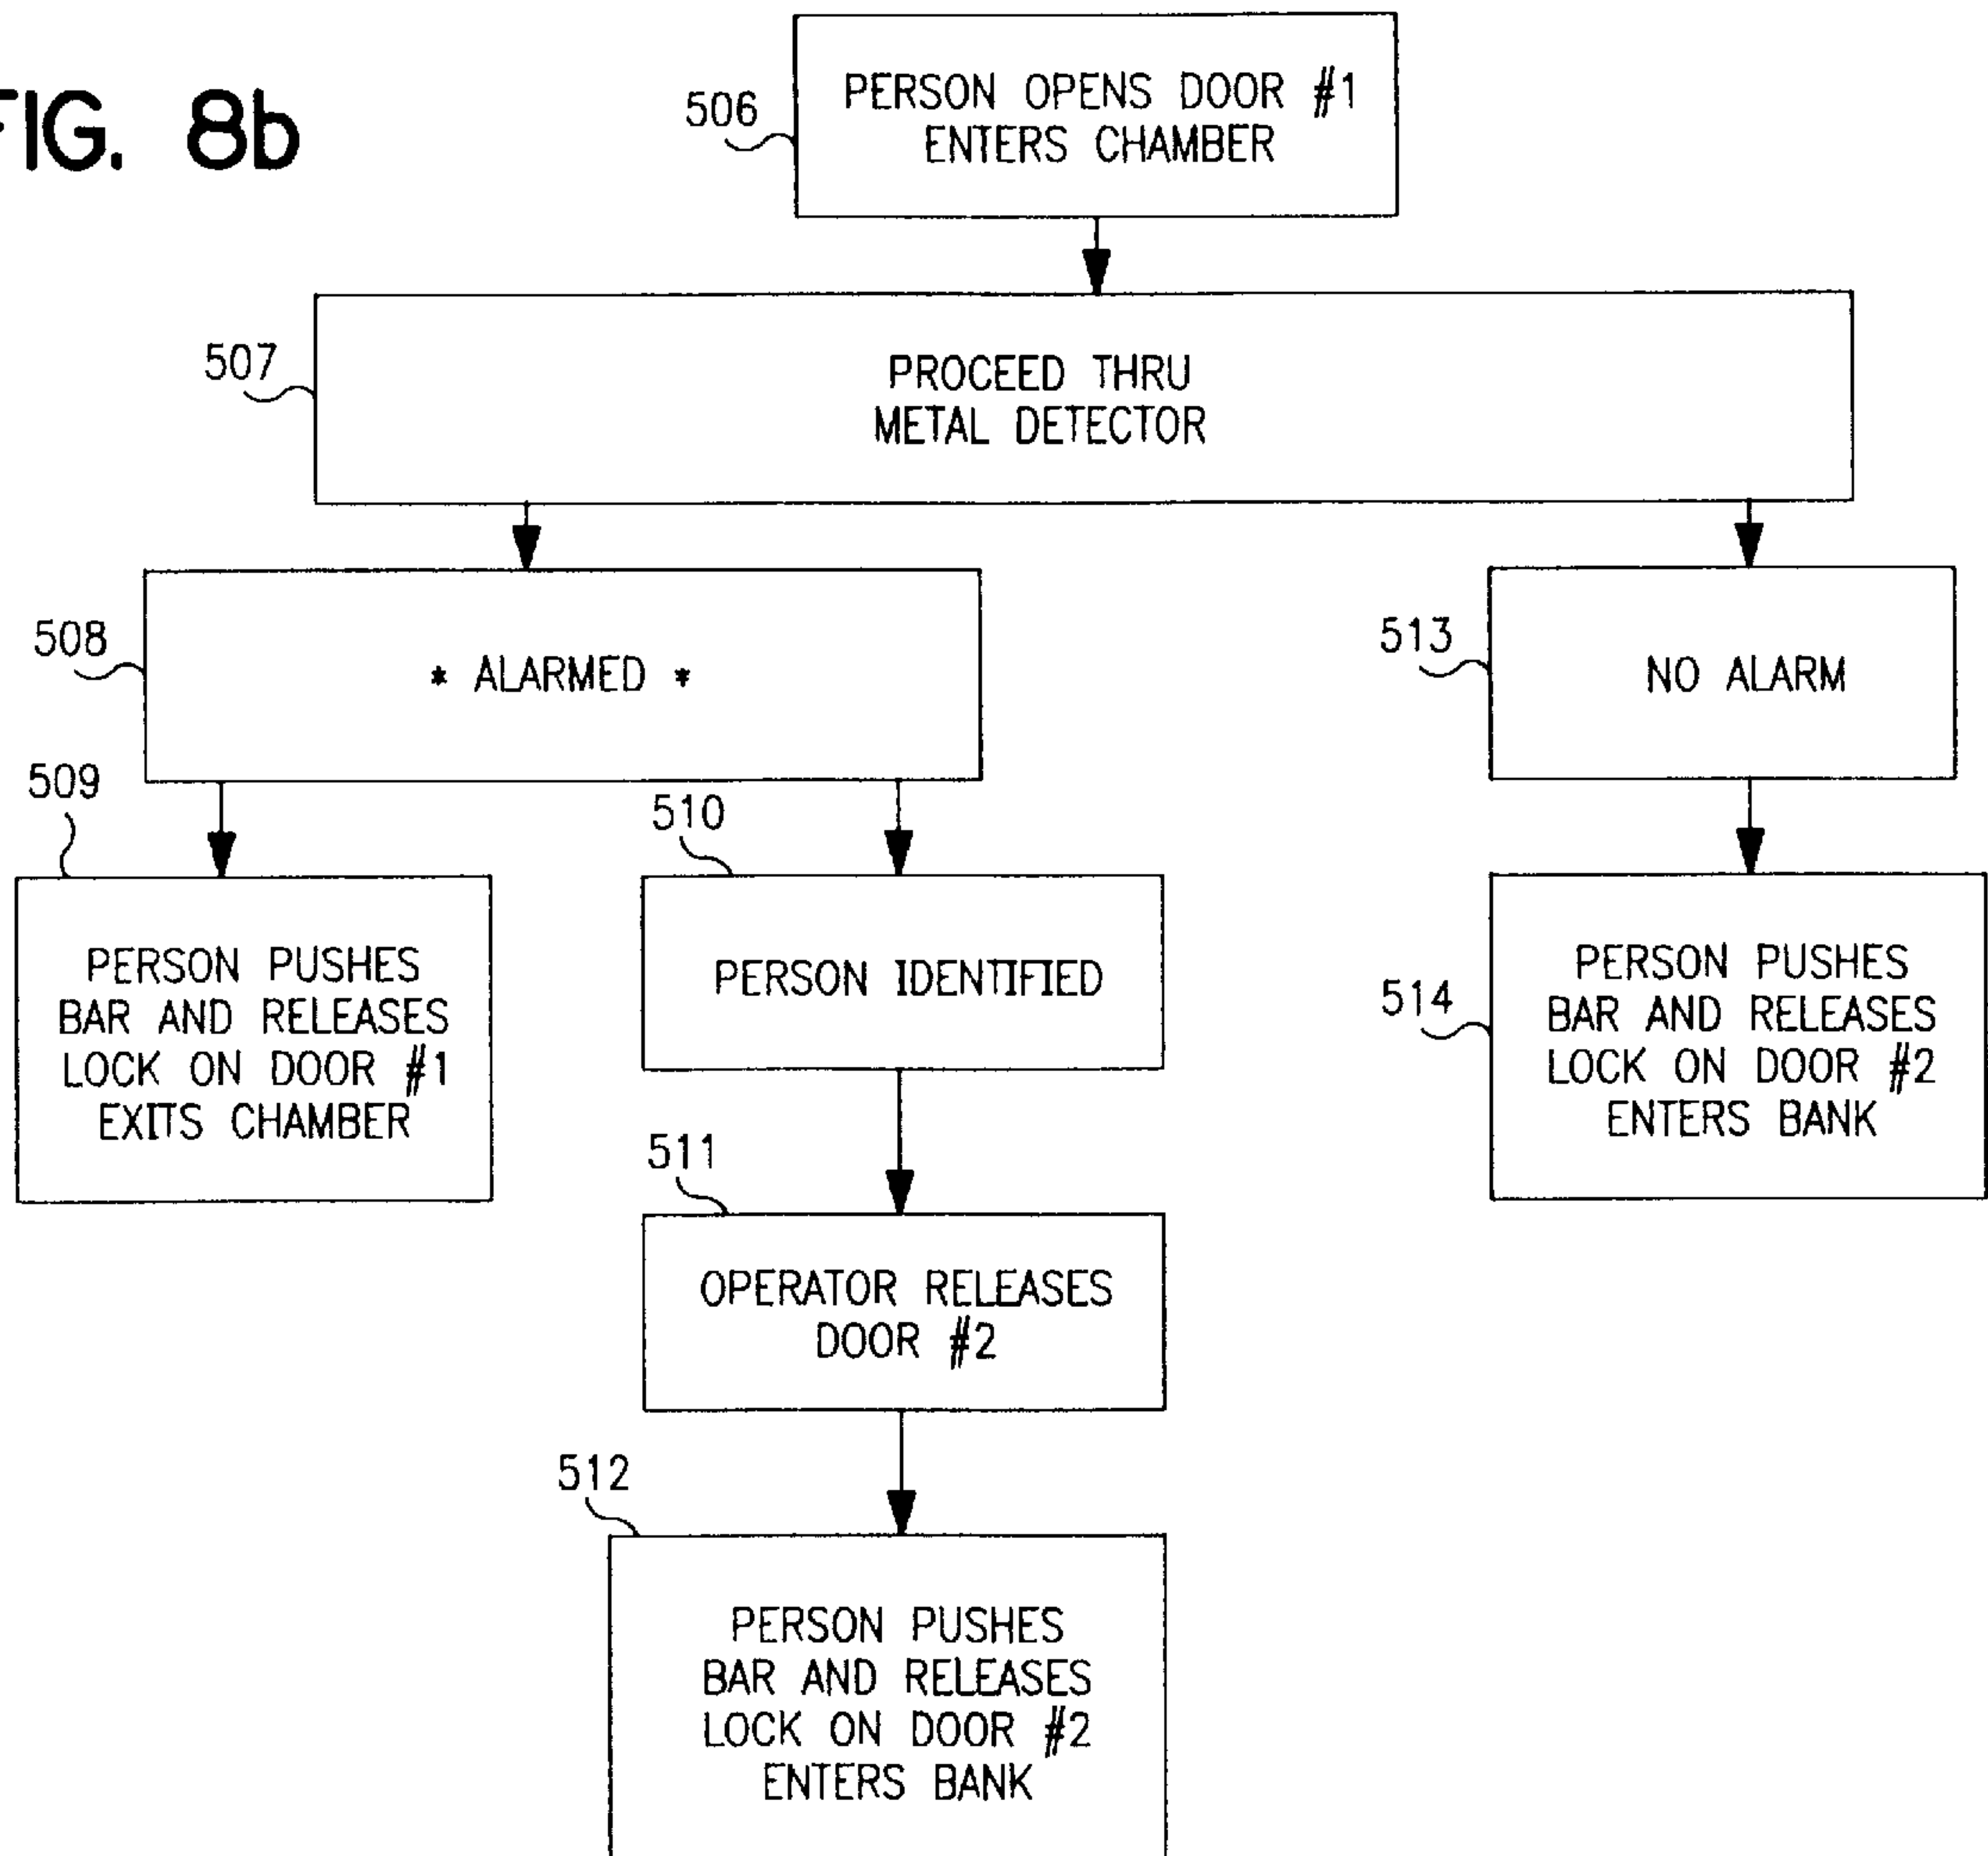 FIG. 8b
506
PERSON OPENS DOOR #1
ENTERS CHAMBER
507
PROCEED THRU
METAL DETECTOR
508
* ALARMED *
513
NO ALARM
509
PERSON PUSHES
BAR AND RELEASES
LOCK ON DOOR #1
EXITS CHAMBER
510
PERSON IDENTIFIED
514
PERSON PUSHES
BAR AND RELEASES
LOCK ON DOOR #2
ENTERS BANK
511
OPERATOR RELEASES
DOOR #2
512
PERSON PUSHES
BAR AND RELEASES
LOCK ON DOOR #2
ENTERS BANK